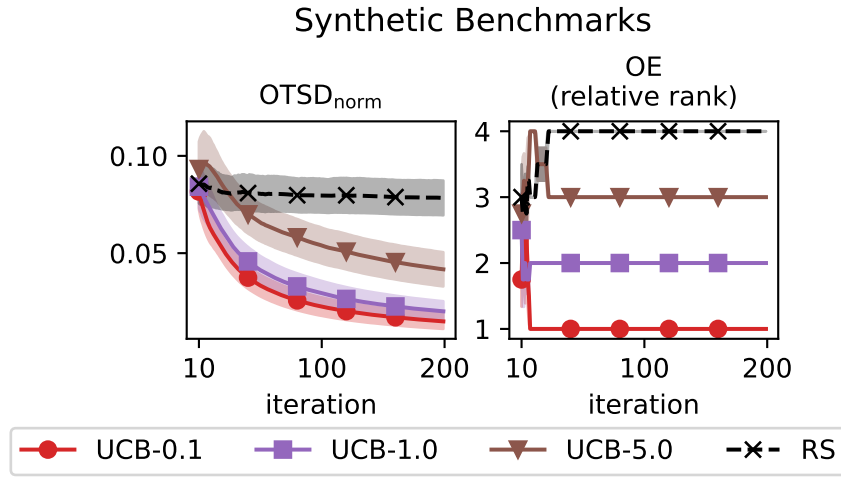 Synthetic Benchmarks
OTSDnorm
OE
(relative rank)
0.10
0.05
10 100 200
iteration
4
3
2
1
10 100 200
iteration
UCB-0.1 UCB-1.0 UCB-5.0 RS